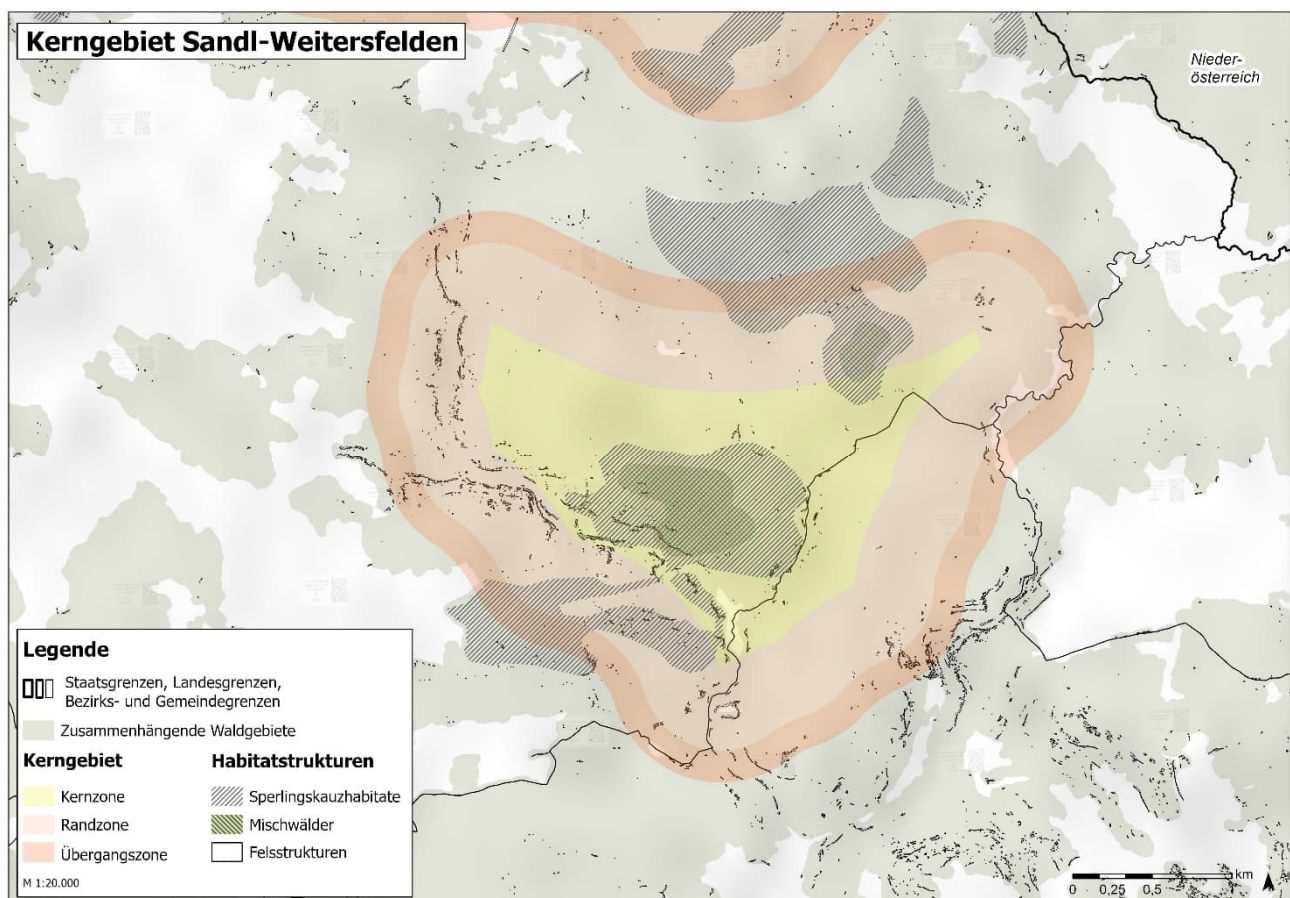 Kerngebiet Sandl-Weitersfelden
Nieder-
österreich
Legende
Staatsgrenzen, Landesgrenzen,
Bezirks- und Gemeindegrenzen
Zusammenhängende Waldgebiete
Kerngebiet
Kernzone
Randzone
Übergangszone
M 1:20.000
Habitatstrukturen
Sperlingskauzhabitate
Mischwälder
Felsstrukturen
km
0 0,25 0,5 1